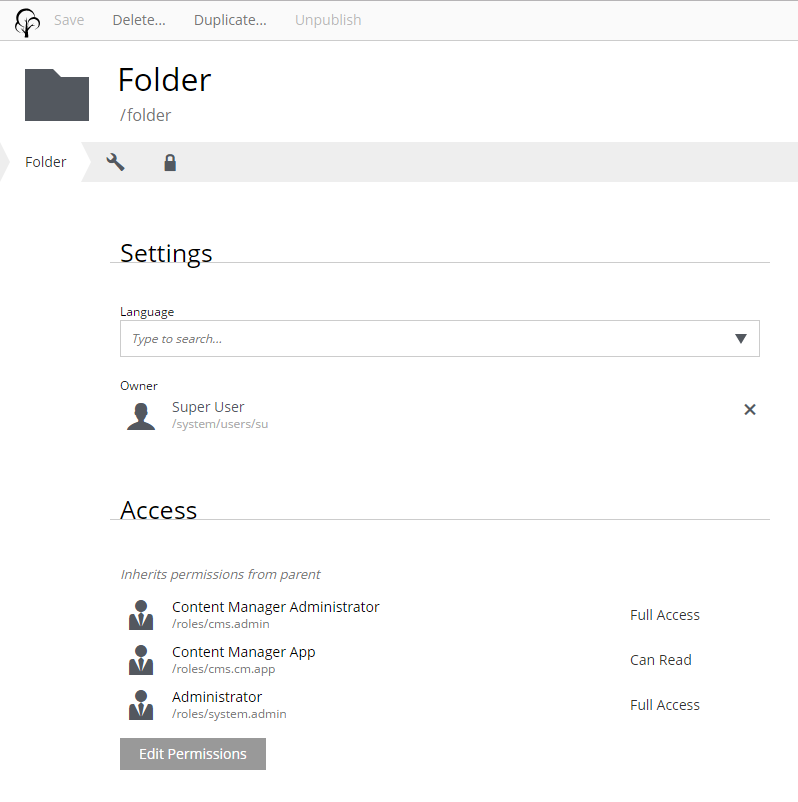 Save Delete... Duplicate... Unpublish
Folder
/folder
Folder
Settings
Language
Type to search...
Owner
Super User
/system/users/su
Access
Inherits permissions from parent
Content Manager Administrator
/roles/cms.admin
Full Access
Content Manager App
/roles/cms.cm.app
Can Read
Administrator
/roles/system.admin
Full Access
Edit Permissions